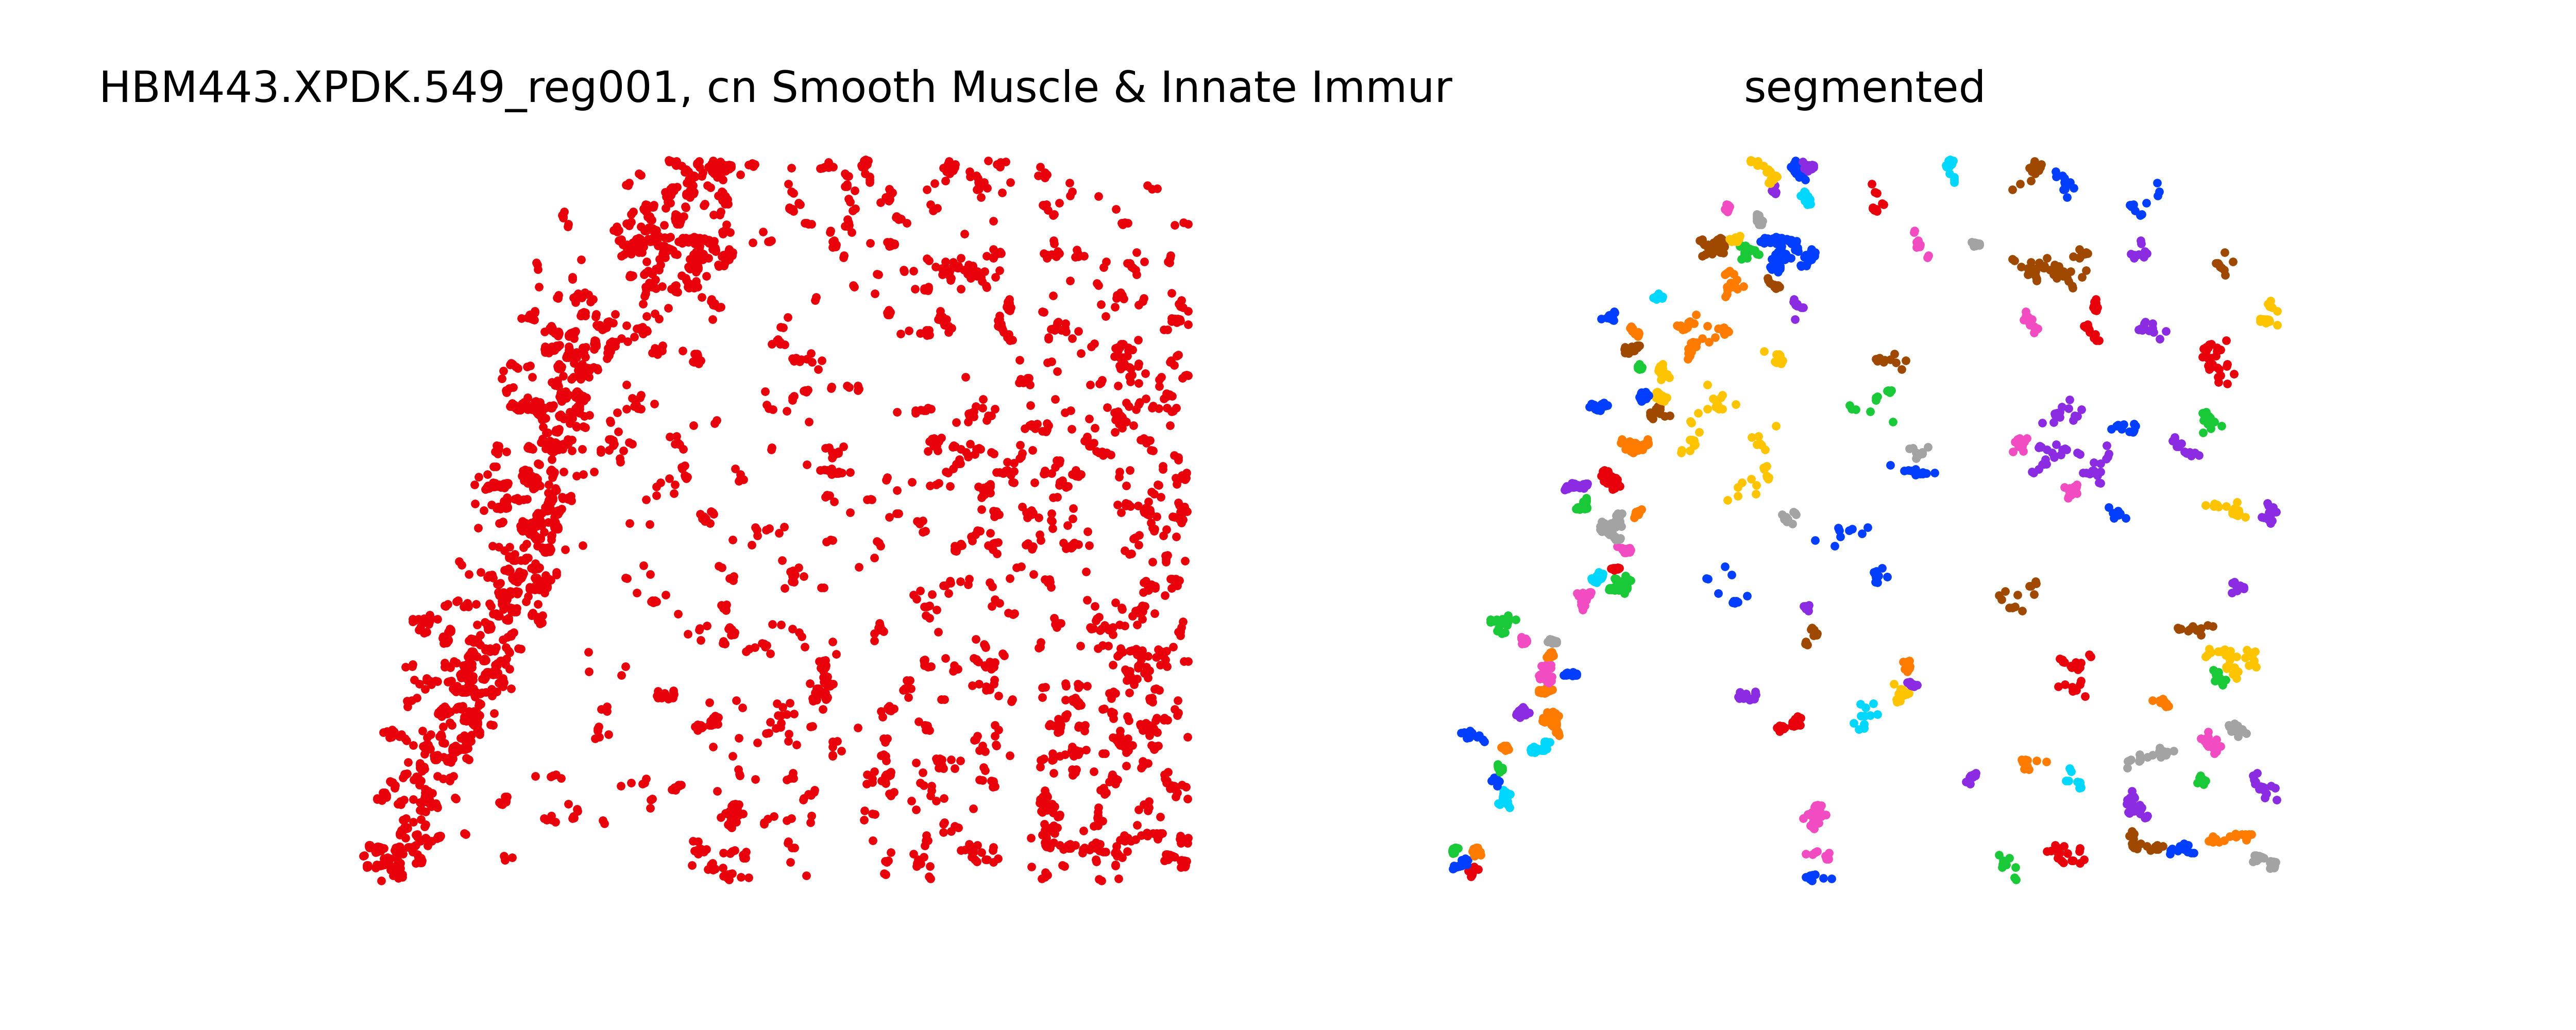 HBM443.XPDK.549_reg001, cn Smooth Muscle & Innate Immur
segmented